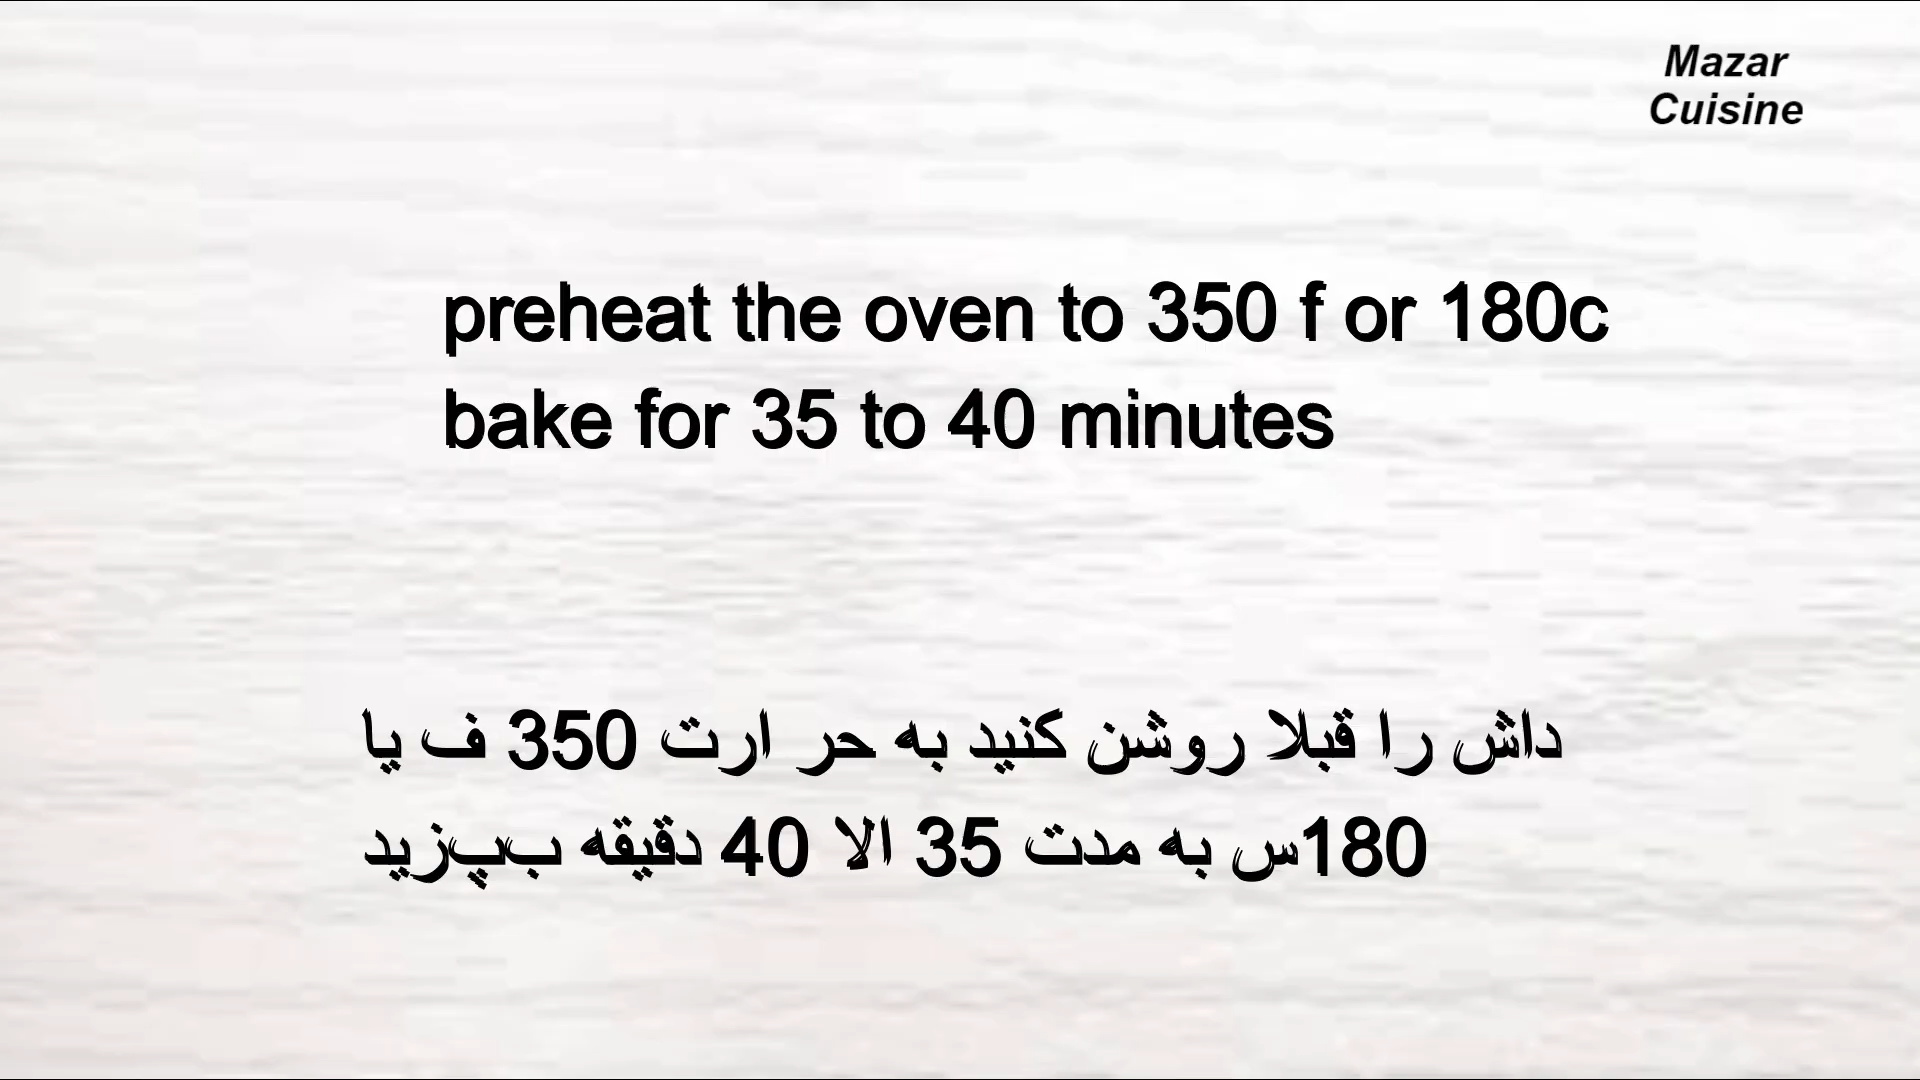 Mazar
Cuisine
preheat the oven to 350 f or 180c
bake for 35 to 40 minutes
داش را قبلا روشن کنید به حر ارت 350 ف یا
180س به مدت 35 الا 40 دقیقه ب‌پ‌زید